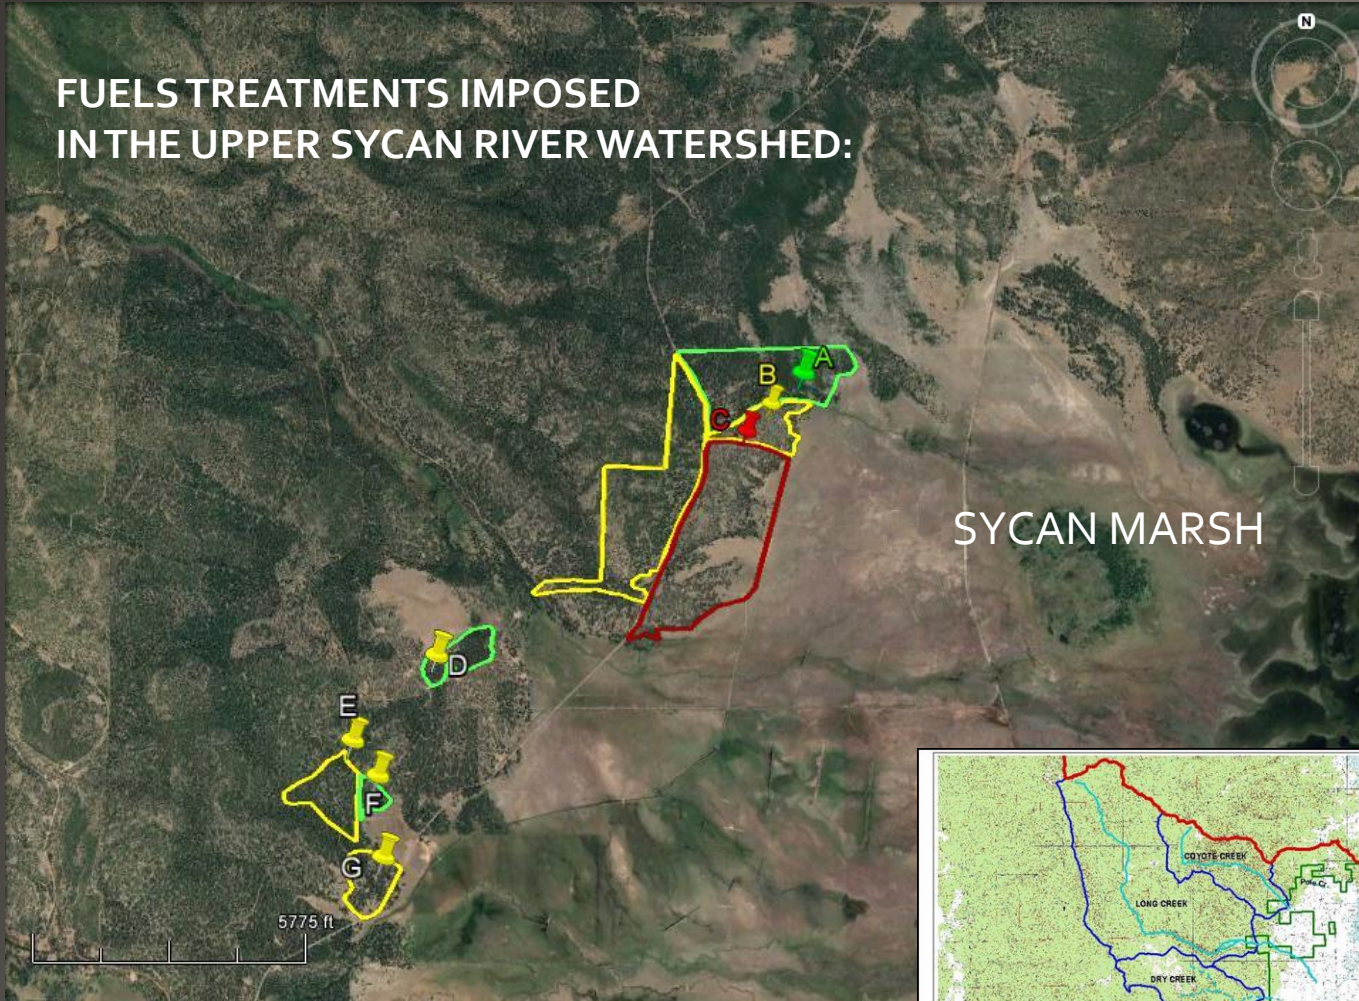 FUELS TREATMENTS IMPOSED
IN THE UPPER SYCAN RIVER WATERSHED:
N
A
B
C
SYCAN MARSH
D
E
F
G
5775 ft
COYOTE CREEK
LONG CREEK
DRY CREEK